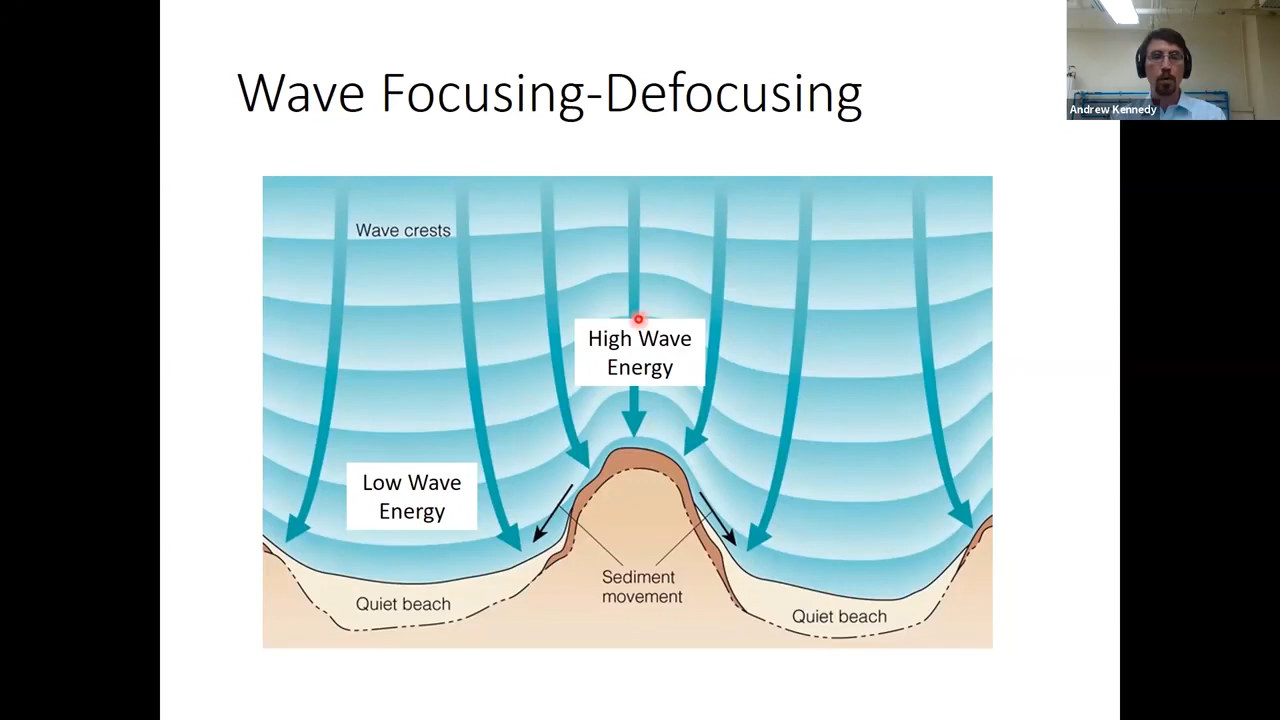 Wave Focusing-Defocusing
Andrew Kennedy
Wave crests
High Wave
Energy
Low Wave
Energy
Sediment
movement
Quiet beach
Quiet beach